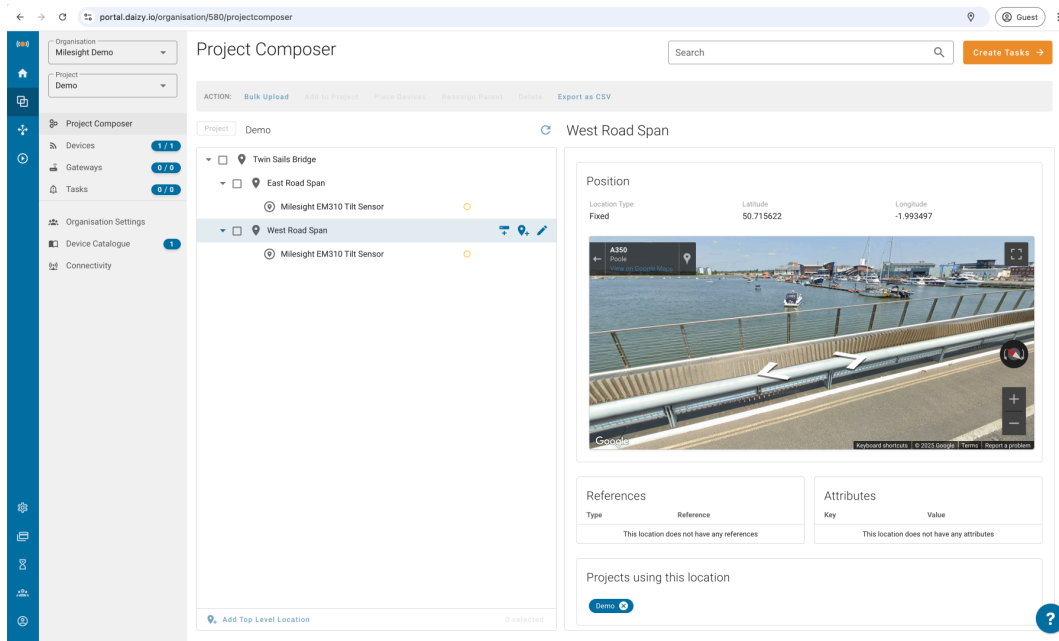 portal.daizy.io/organisation/580/projectcomposer
Guest
Organisation
Milesight Demo
Project
Demo
Project Composer
Devices
1 / 1
Gateways
0 / 0
Tasks
0 / 0
Organisation Settings
Device Catalogue
1
Connectivity
Project Composer
Search
Create Tasks
ACTION: Bulk Upload Add to Project Place Devices Reassign Parent Delete Export as CSV
Project Demo
Twin Sails Bridge
East Road Span
Milesight EM310 Tilt Sensor
West Road Span
Milesight EM310 Tilt Sensor
Add Top Level Location
0 selected
West Road Span
Position
Location Type Latitude Longitude
Fixed 50.715622 -1.993497
A350
Poole
View on Google Maps
Google
Keyboard shortcuts © 2025 Google Terms Report a problem
References
Type Reference
This location does not have any references
Attributes
Key Value
This location does not have any attributes
Projects using this location
Demo
?